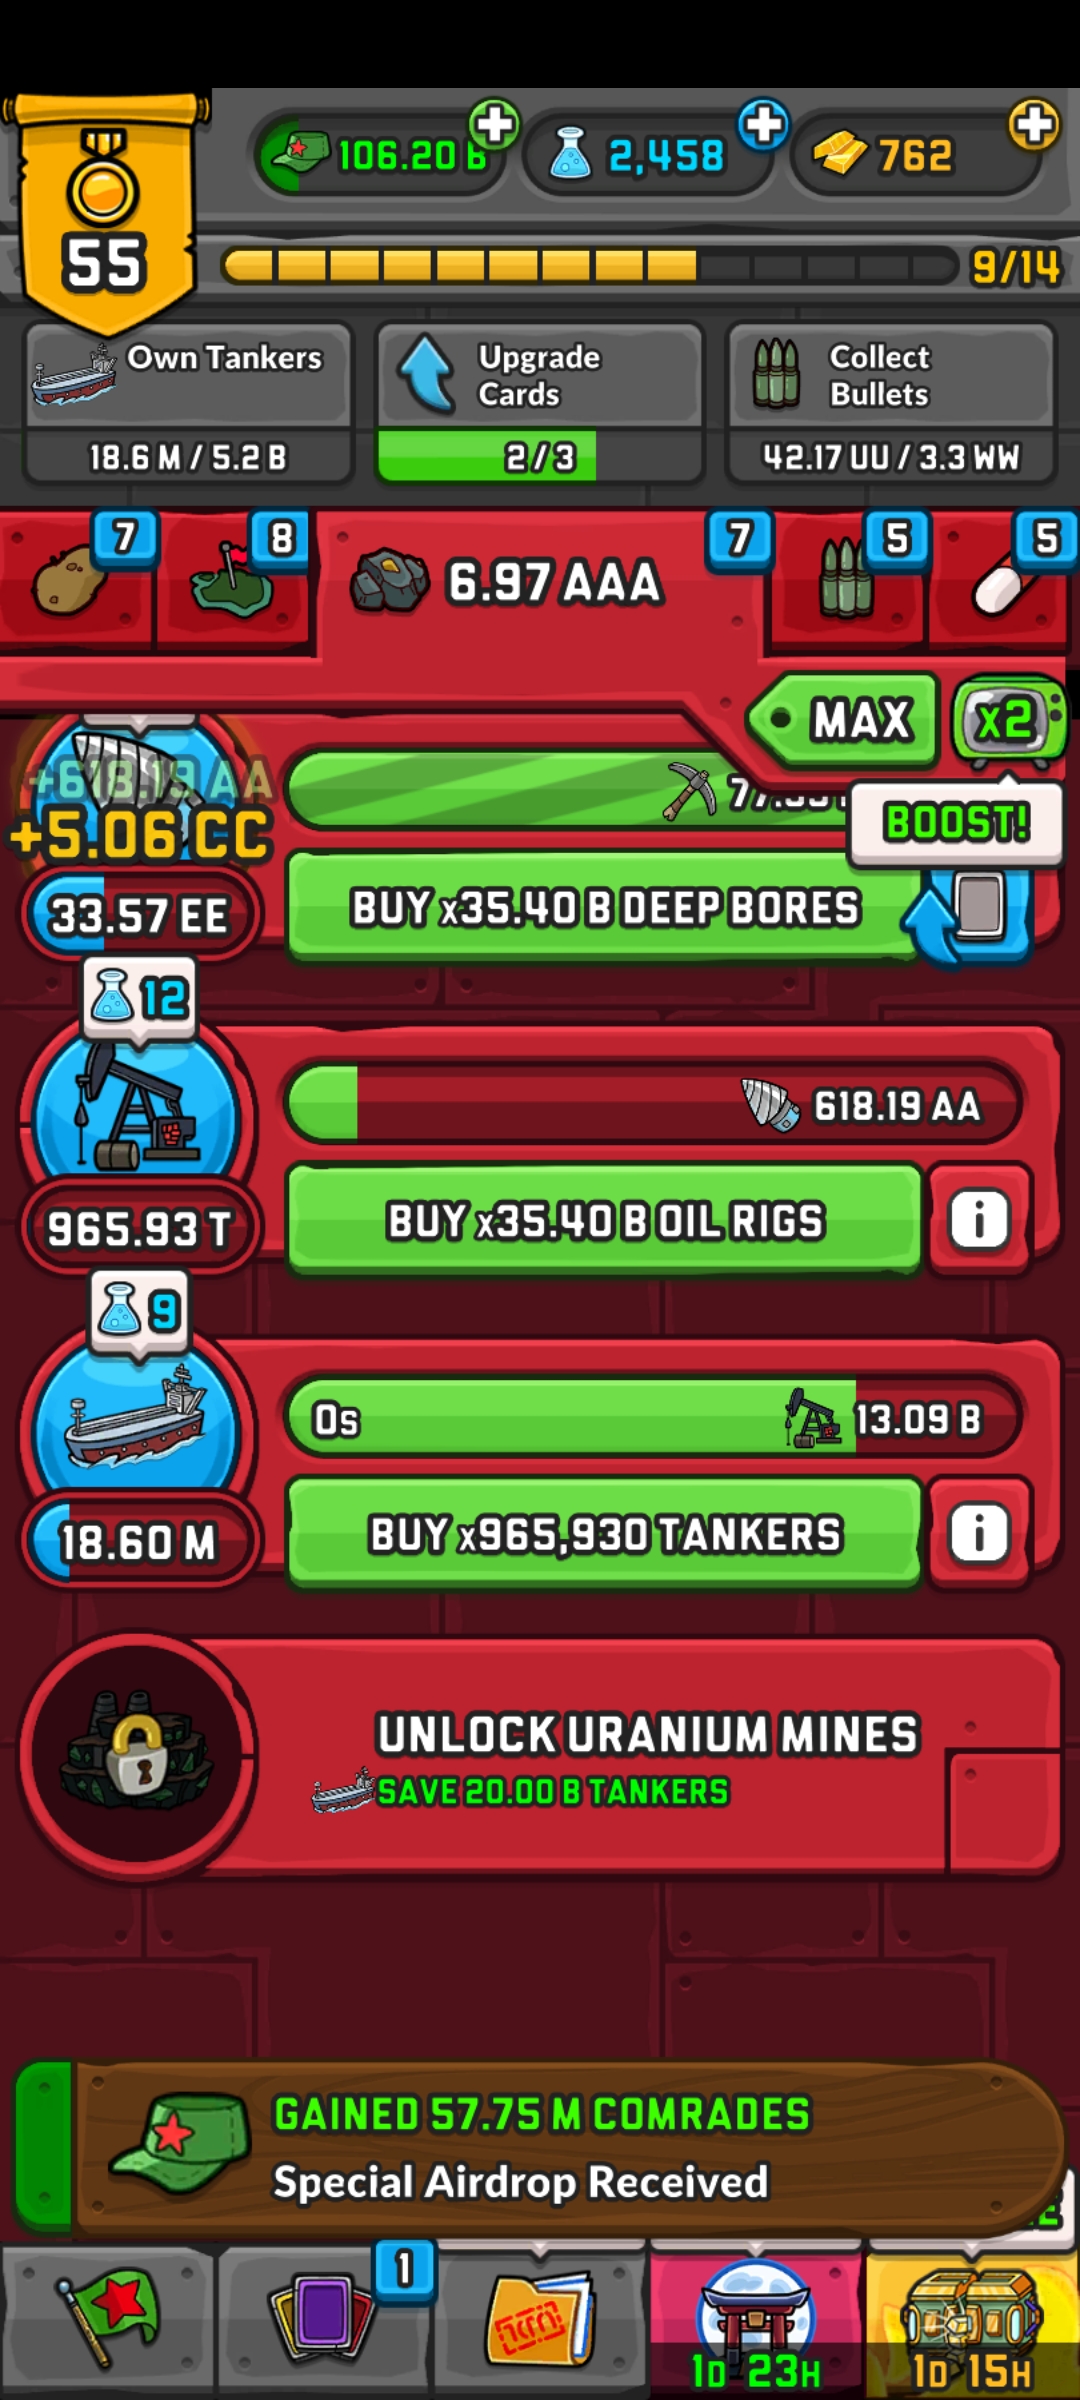 55
106.20 B
2,458
762
9/14
Own Tankers
18.6 M / 5.2 B
Upgrade
Cards
2 / 3
Collect
Bullets
42.17 UU / 3.3 WW
7
8
6.97 AAA
7
5
5
MAX
x2
BOOST!
+618.19 AA
+5.06 CC
33.57 EE
BUY x35.40 B DEEP BORES
12
618.19 AA
965.93 T
BUY x35.40 B OIL RIGS
i
9
0s
13.09 B
18.60 M
BUY x965,930 TANKERS
i
UNLOCK URANIUM MINES
SAVE 20.00 B TANKERS
GAINED 57.75 M COMRADES
Special Airdrop Received
1
1D 23H
1D 15H